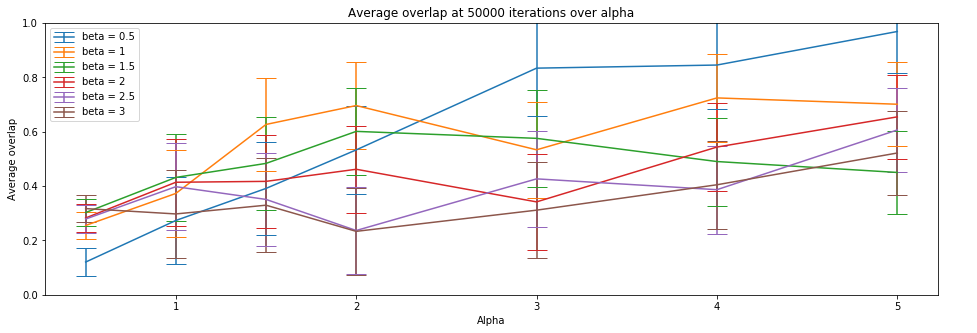 Average overlap at 50000 iterations over alpha
1.0
0.8
0.6
0.4
0.2
0.0
Average overlap
beta = 0.5
beta = 1
beta = 1.5
beta = 2
beta = 2.5
beta = 3
1 2 3 4 5
Alpha